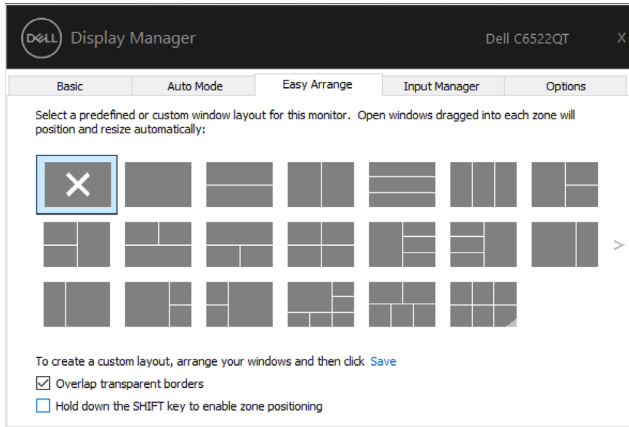 DELL Display Manager Dell C6522QT X
Basic Auto Mode Easy Arrange Input Manager Options
Select a predefined or custom window layout for this monitor. Open windows dragged into each zone will
position and resize automatically:
To create a custom layout, arrange your windows and then click Save
Overlap transparent borders
Hold down the SHIFT key to enable zone positioning